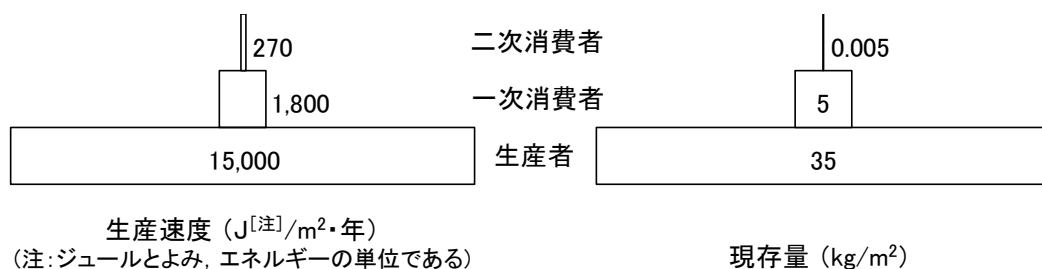 270
二次消費者
0.005
1,800
一次消費者
5
15,000
生産者
35
生産速度 (J[注]/m²・年)
(注:ジュールとよみ, エネルギーの単位である)
現存量 (kg/m²)